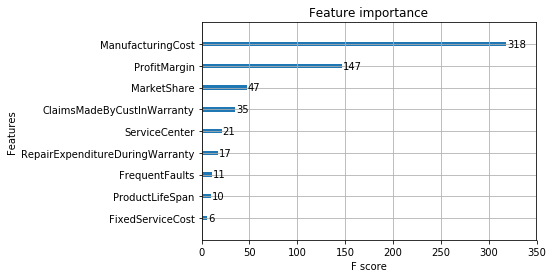 Feature importance
Features
ManufacturingCost 318
ProfitMargin 147
MarketShare 47
ClaimsMadeByCustInWarranty 35
ServiceCenter 21
RepairExpenditureDuringWarranty 17
FrequentFaults 11
ProductLifeSpan 10
FixedServiceCost 6
0 50 100 150 200 250 300 350
F score